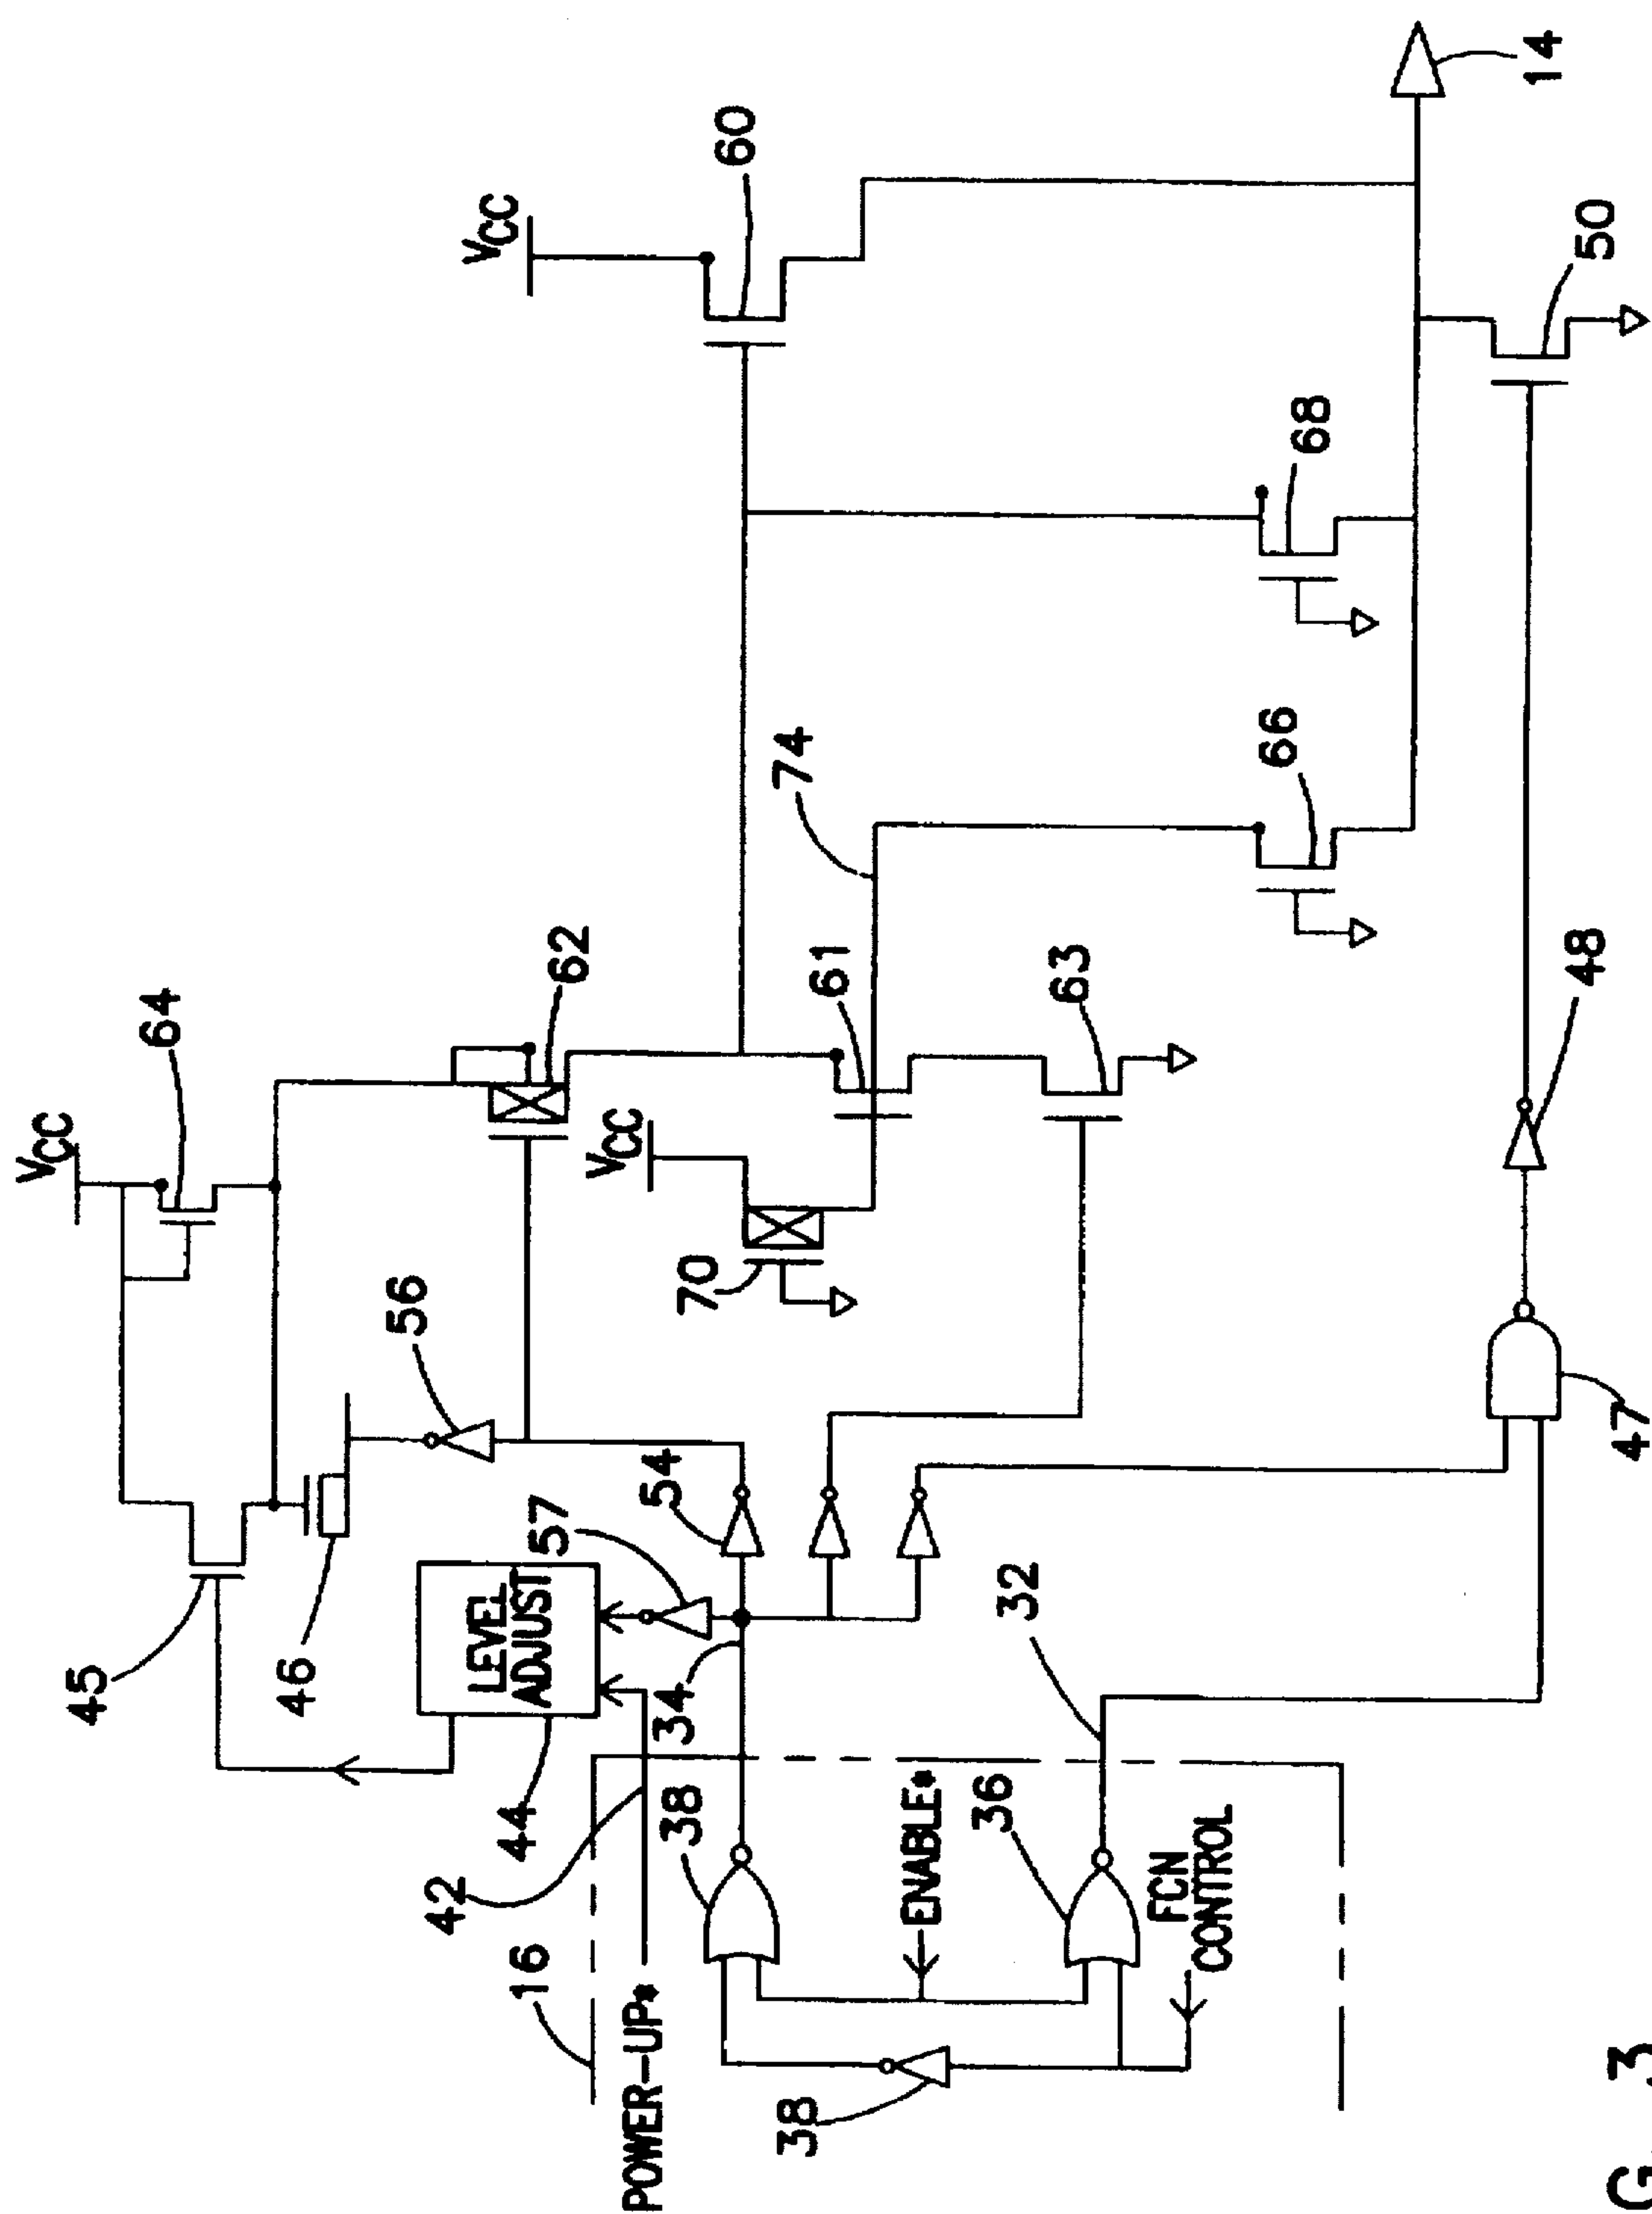 VCC
64
45
46
56
62
VCC
60
LEVEL
ADJUST
57
54
VCC
70
61
74
44
34
42
38
16
POWER-UP*
63
ENABLE*
32
36
FCN
CONTROL
38
66
68
14
50
48
47
G. 3